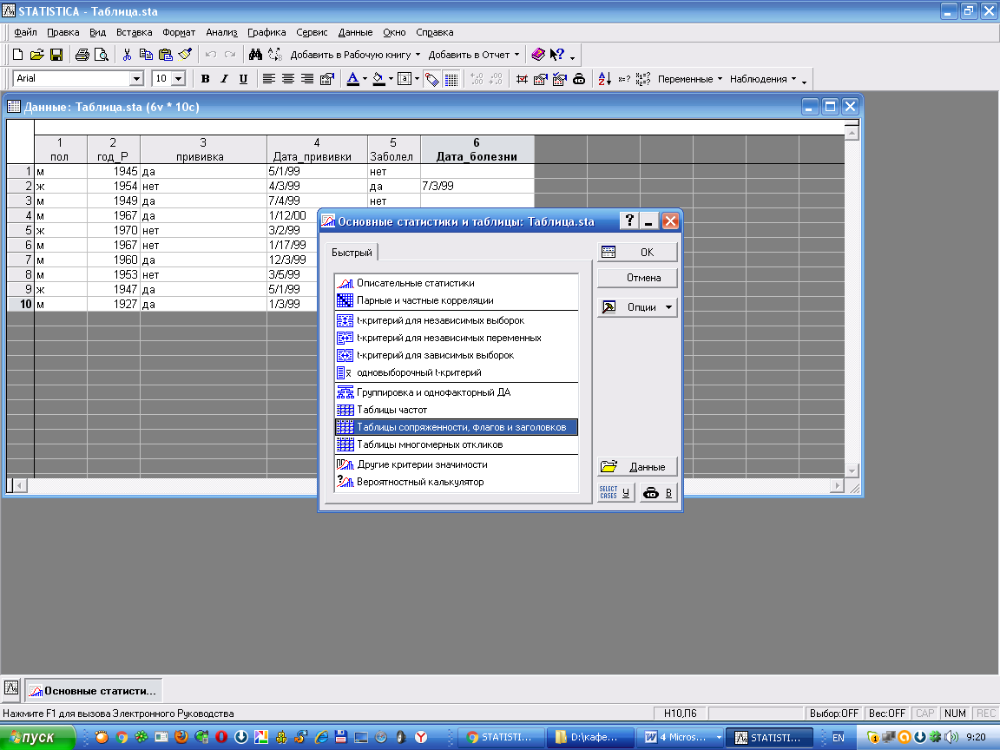 STATISTICA - Таблица.sta
Файл Правка Вид Вставка Формат Анализ Графика Сервис Данные Окно Справка
Добавить в Рабочую книгу Добавить в Отчет
Arial 10 B I U Переменные Наблюдения
Данные: Таблица.sta (6v * 10c)
1 2 3 4 5 6
пол год_Р прививка Дата_прививки Заболел Дата_болезни
1 м 1945 да 5/1/99 нет
2 ж 1954 нет 4/3/99 да 7/3/99
3 м 1949 да 7/4/99 нет
4 м 1967 да 1/12/00
5 ж 1970 нет 3/2/99
6 м 1967 нет 1/17/99
7 м 1960 да 12/3/99
8 м 1953 нет 3/5/99
9 ж 1947 да 5/1/99
10 м 1927 да 1/3/99
Основные статистики и таблицы: Таблица.sta
Быстрый
Описательные статистики
Парные и частные корреляции
t-критерий для независимых выборок
t-критерий для независимых переменных
t-критерий для зависимых выборок
одновыборочный t-критерий
Группировка и однофакторный ДА
Таблицы частот
Таблицы сопряженности, флагов и заголовков
Таблицы многомерных откликов
Другие критерии значимости
Вероятностный калькулятор
OK
Отмена
Опции
Данные
SELECT CASES У В
Основные статисти...
Нажмите F1 для вызова Электронного Руководства
Н10,П6 Выбор:OFF Вес:OFF CAP NUM REC
пуск STATISTI... D:\кафе... 4 Micros... STATISTI... EN 9:20